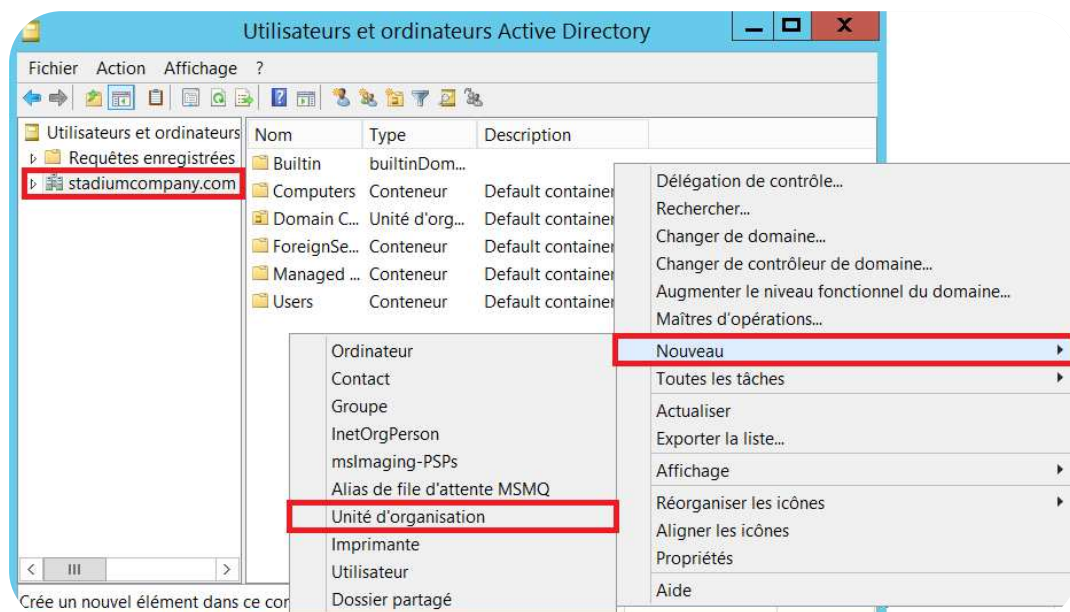 Utilisateurs et ordinateurs Active Directory
Fichier Action Affichage ?
Utilisateurs et ordinateurs
Requêtes enregistrées
stadiumcompany.com
Nom Type Description
Builtin builtinDom...
Computers Conteneur Default container
Domain C... Unité d'org... Default container
ForeignSe... Conteneur Default container
Managed ... Conteneur Default container
Users Conteneur Default container
Délégation de contrôle...
Rechercher...
Changer de domaine...
Changer de contrôleur de domaine...
Augmenter le niveau fonctionnel du domaine...
Maîtres d'opérations...
Nouveau
Toutes les tâches
Actualiser
Exporter la liste...
Affichage
Réorganiser les icônes
Aligner les icônes
Propriétés
Aide
Ordinateur
Contact
Groupe
InetOrgPerson
msImaging-PSPs
Alias de file d'attente MSMQ
Unité d'organisation
Imprimante
Utilisateur
Dossier partagé
Crée un nouvel élément dans ce cor